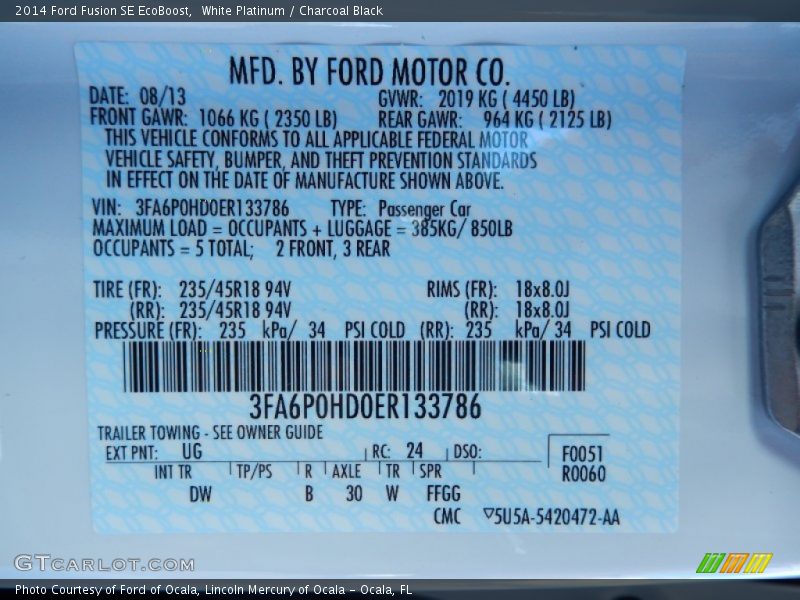 2014 Ford Fusion SE EcoBoost,  White Platinum / Charcoal Black
MFD. BY FORD MOTOR CO.
DATE: 08/13 GVWR: 2019 KG ( 4450 LB)
FRONT GAWR: 1066 KG ( 2350 LB) REAR GAWR: 964 KG ( 2125 LB)
THIS VEHICLE CONFORMS TO ALL APPLICABLE FEDERAL MOTOR
VEHICLE SAFETY, BUMPER, AND THEFT PREVENTION STANDARDS
IN EFFECT ON THE DATE OF MANUFACTURE SHOWN ABOVE.
VIN: 3FA6P0HD0ER133786 TYPE: Passenger Car
MAXIMUM LOAD = OCCUPANTS + LUGGAGE = 385KG/ 850LB
OCCUPANTS = 5 TOTAL; 2 FRONT, 3 REAR
TIRE (FR): 235/45R18 94V RIMS (FR): 18x8.0J
(RR): 235/45R18 94V (RR): 18x8.0J
PRESSURE (FR): 235 kPa/ 34 PSI COLD (RR): 235 kPa/ 34 PSI COLD
3FA6P0HD0ER133786
TRAILER TOWING - SEE OWNER GUIDE
EXT PNT: UG RC: 24 DSO: F0051
INT TR TP/PS R AXLE TR SPR R0060
DW B 30 W FFGG
CMC ▽5U5A-5420472-AA
GTCARLOT.COM
Photo Courtesy of Ford of Ocala, Lincoln Mercury of Ocala – Ocala, FL